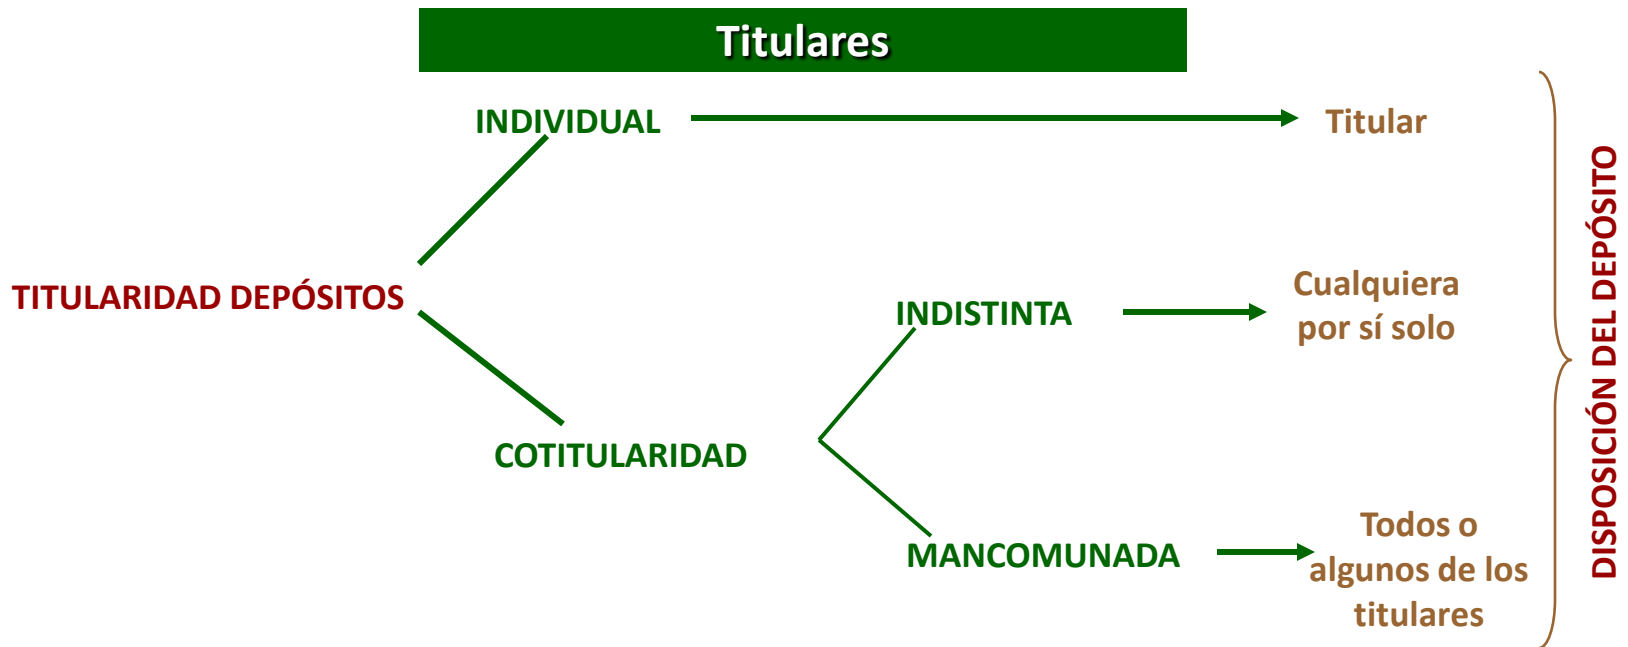 Titulares
INDIVIDUAL
Titular
TITULARIDAD DEPÓSITOS
INDISTINTA
Cualquiera
por sí solo
COTITULARIDAD
MANCOMUNADA
Todos o
algunos de los
titulares
DISPOSICIÓN DEL DEPÓSITO